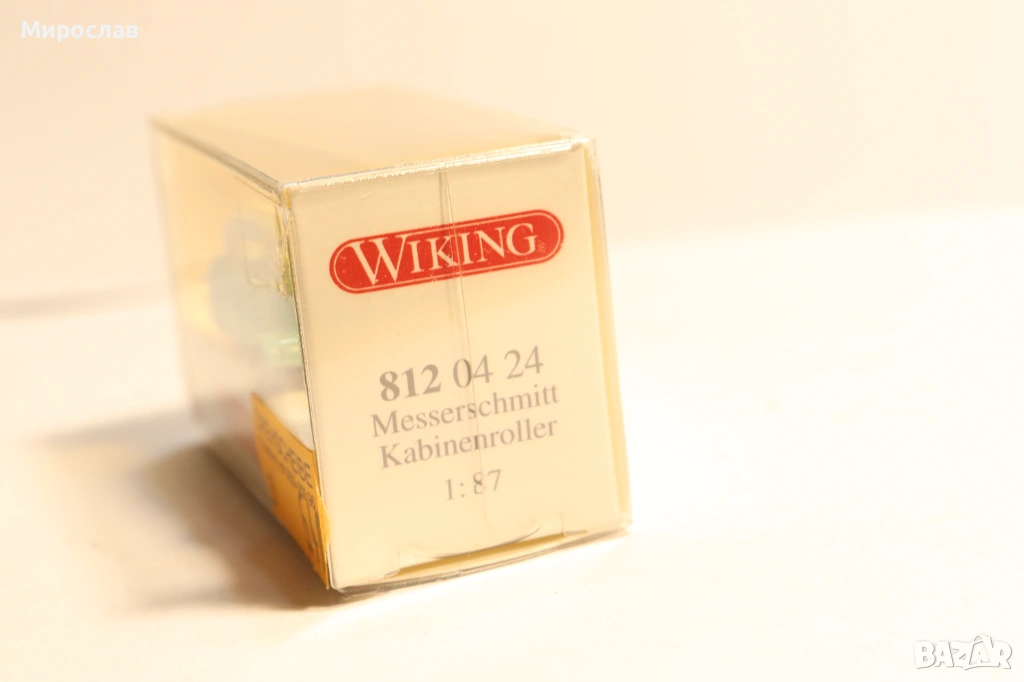 Мирослав
WIKING
812 04 24
Messerschmitt
Kabinenroller
1:87
BAZAR